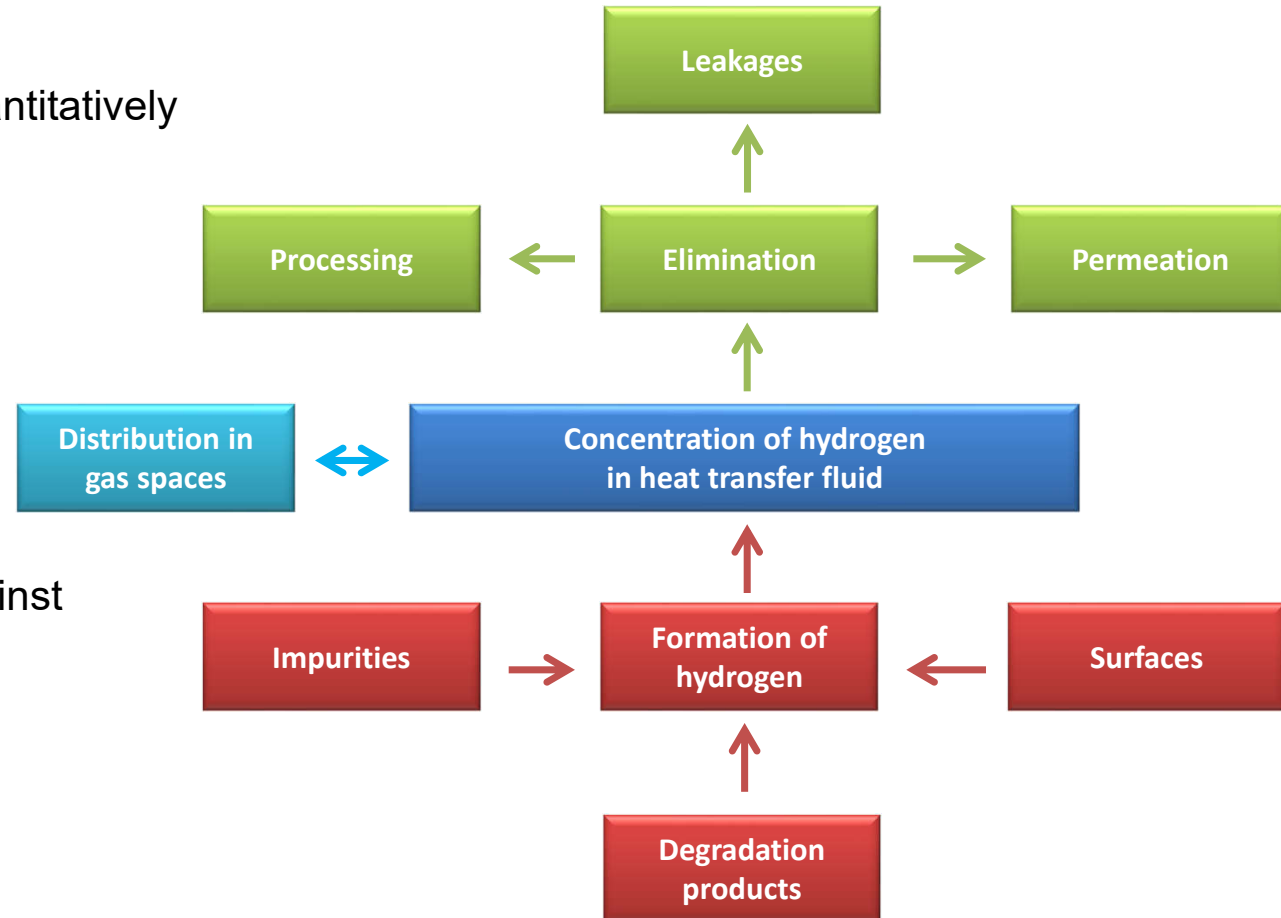 Leakages
antitatively
Processing
Elimination
Permeation
Distribution in
gas spaces
Concentration of hydrogen
in heat transfer fluid
inst
Impurities
Formation of
hydrogen
Surfaces
Degradation
products